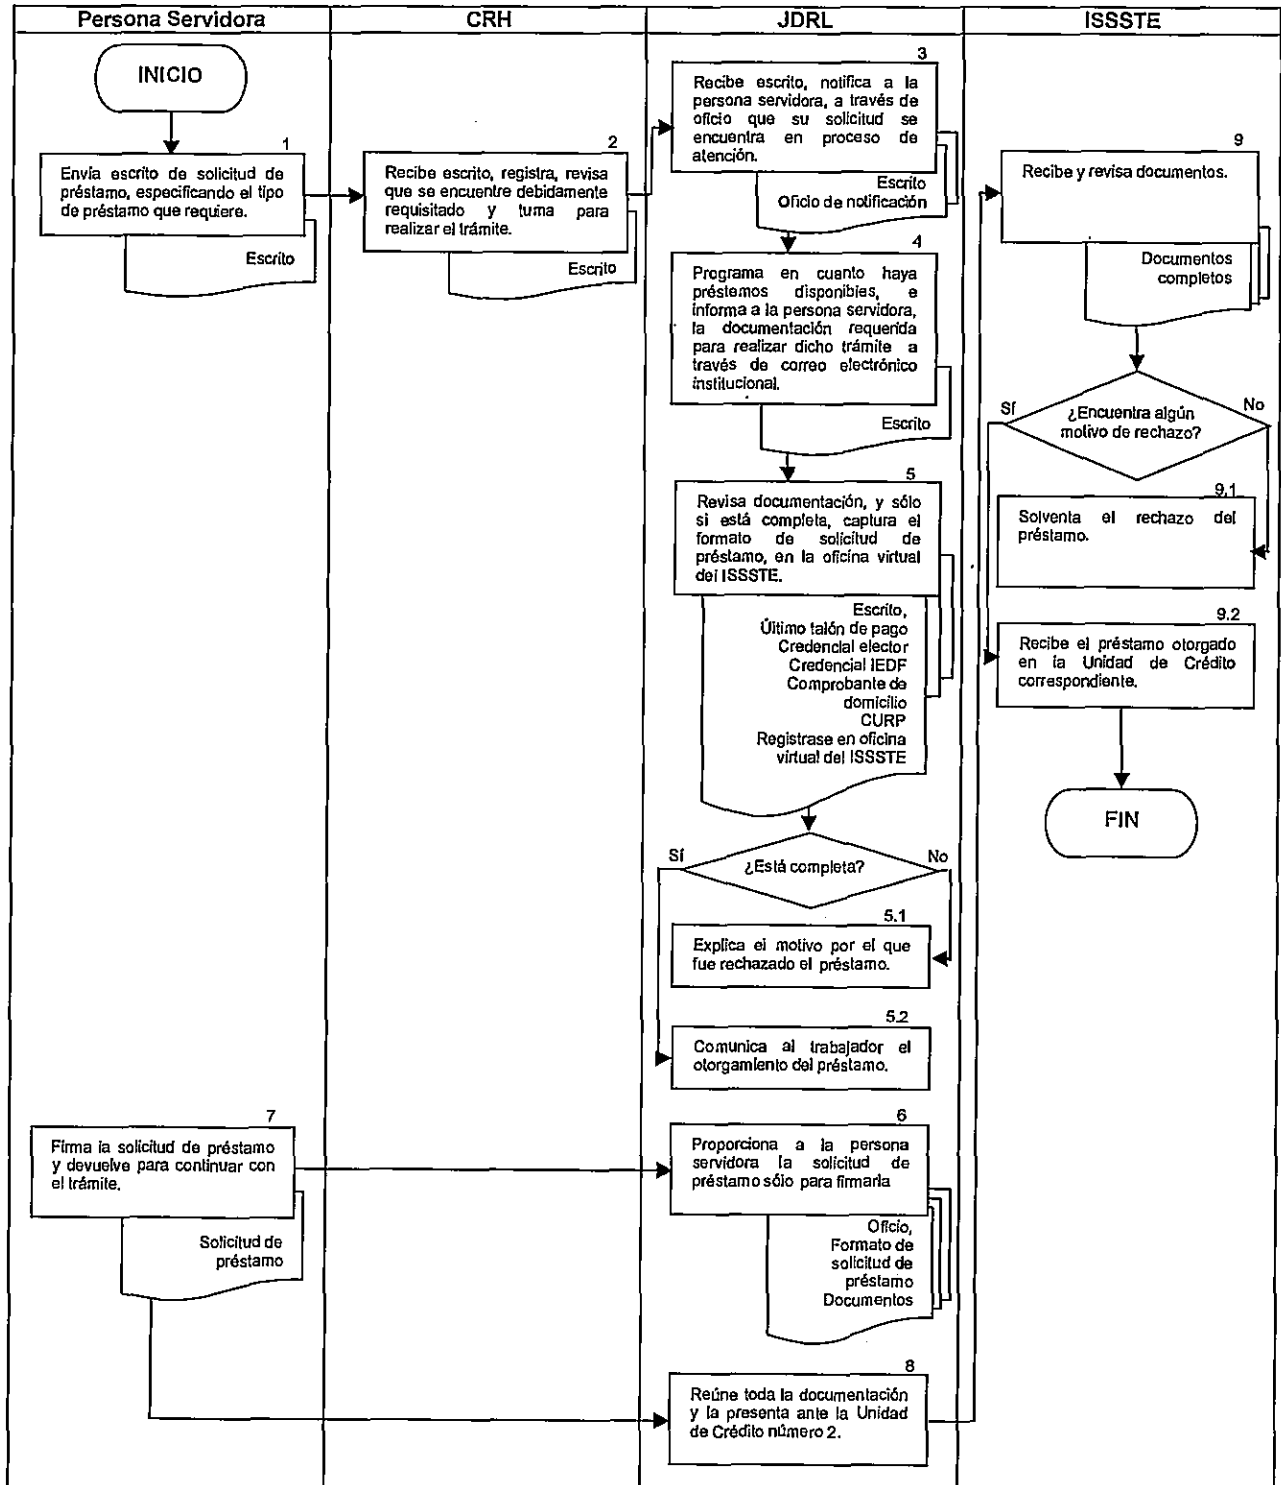 Persona Servidora
CRH
JDRL
ISSSTE
INICIO
1
Envía escrito de solicitud de
préstamo, especificando el tipo
de préstamo que requiere.
Escrito
2
Recibe escrito, registra, revisa
que se encuentre debidamente
requisitado y turna para
realizar el trámite.
Escrito
3
Recibe escrito, notifica a la
persona servidora, a través de
oficio que su solicitud se
encuentra en proceso de
atención.
Escrito
Oficio de notificación
4
Programa en cuanto haya
préstemos disponibles, e
informa a la persona servidora,
la documentación requerida
para realizar dicho trámite a
través de correo electrónico
institucional.
Escrito
5
Revisa documentación, y sólo
si está completa, captura el
formato de solicitud de
préstamo, en la oficina virtual
del ISSSTE.
Escrito,
Último talón de pago
Credencial elector
Credencial IEDF
Comprobante de
domicilio
CURP
Registrase en oficina
virtual del ISSSTE
¿Está completa?
Sí
No
5.1
Explica el motivo por el que
fue rechazado el préstamo.
5.2
Comunica al trabajador el
otorgamiento del préstamo.
6
Proporciona a la persona
servidora la solicitud de
préstamo sólo para firmarla
Oficio,
Formato de
solicitud de
préstamo
Documentos
7
Firma la solicitud de préstamo
y devuelve para continuar con
el trámite.
Solicitud de
préstamo
8
Reúne toda la documentación
y la presenta ante la Unidad
de Crédito número 2.
9
Recibe y revisa documentos.
Documentos
completos
¿Encuentra algún
motivo de rechazo?
Sí
No
9.1
Solventa el rechazo del
préstamo.
9.2
Recibe el préstamo otorgado
en la Unidad de Crédito
correspondiente.
FIN